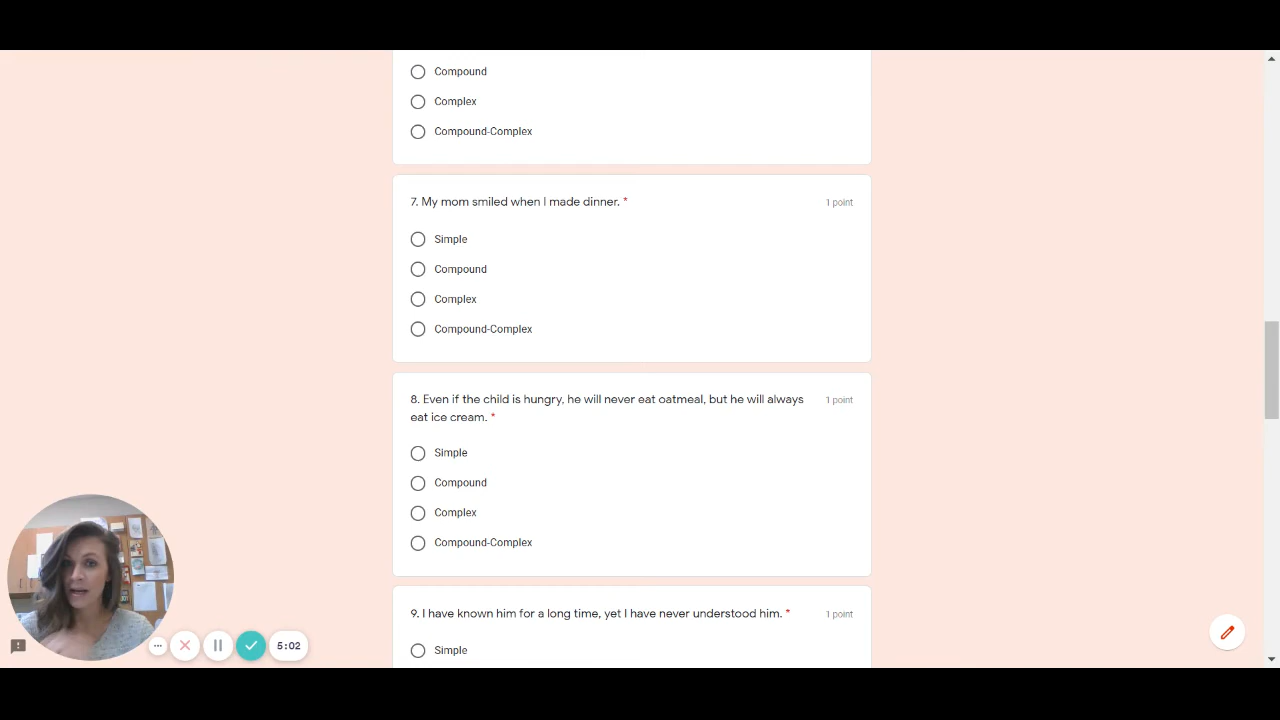 Compound
Complex
Compound-Complex
7. My mom smiled when I made dinner. *
1 point
Simple
Compound
Complex
Compound-Complex
8. Even if the child is hungry, he will never eat oatmeal, but he will always
eat ice cream. *
1 point
Simple
Compound
Complex
Compound-Complex
9. I have known him for a long time, yet I have never understood him. *
1 point
Simple
5:02